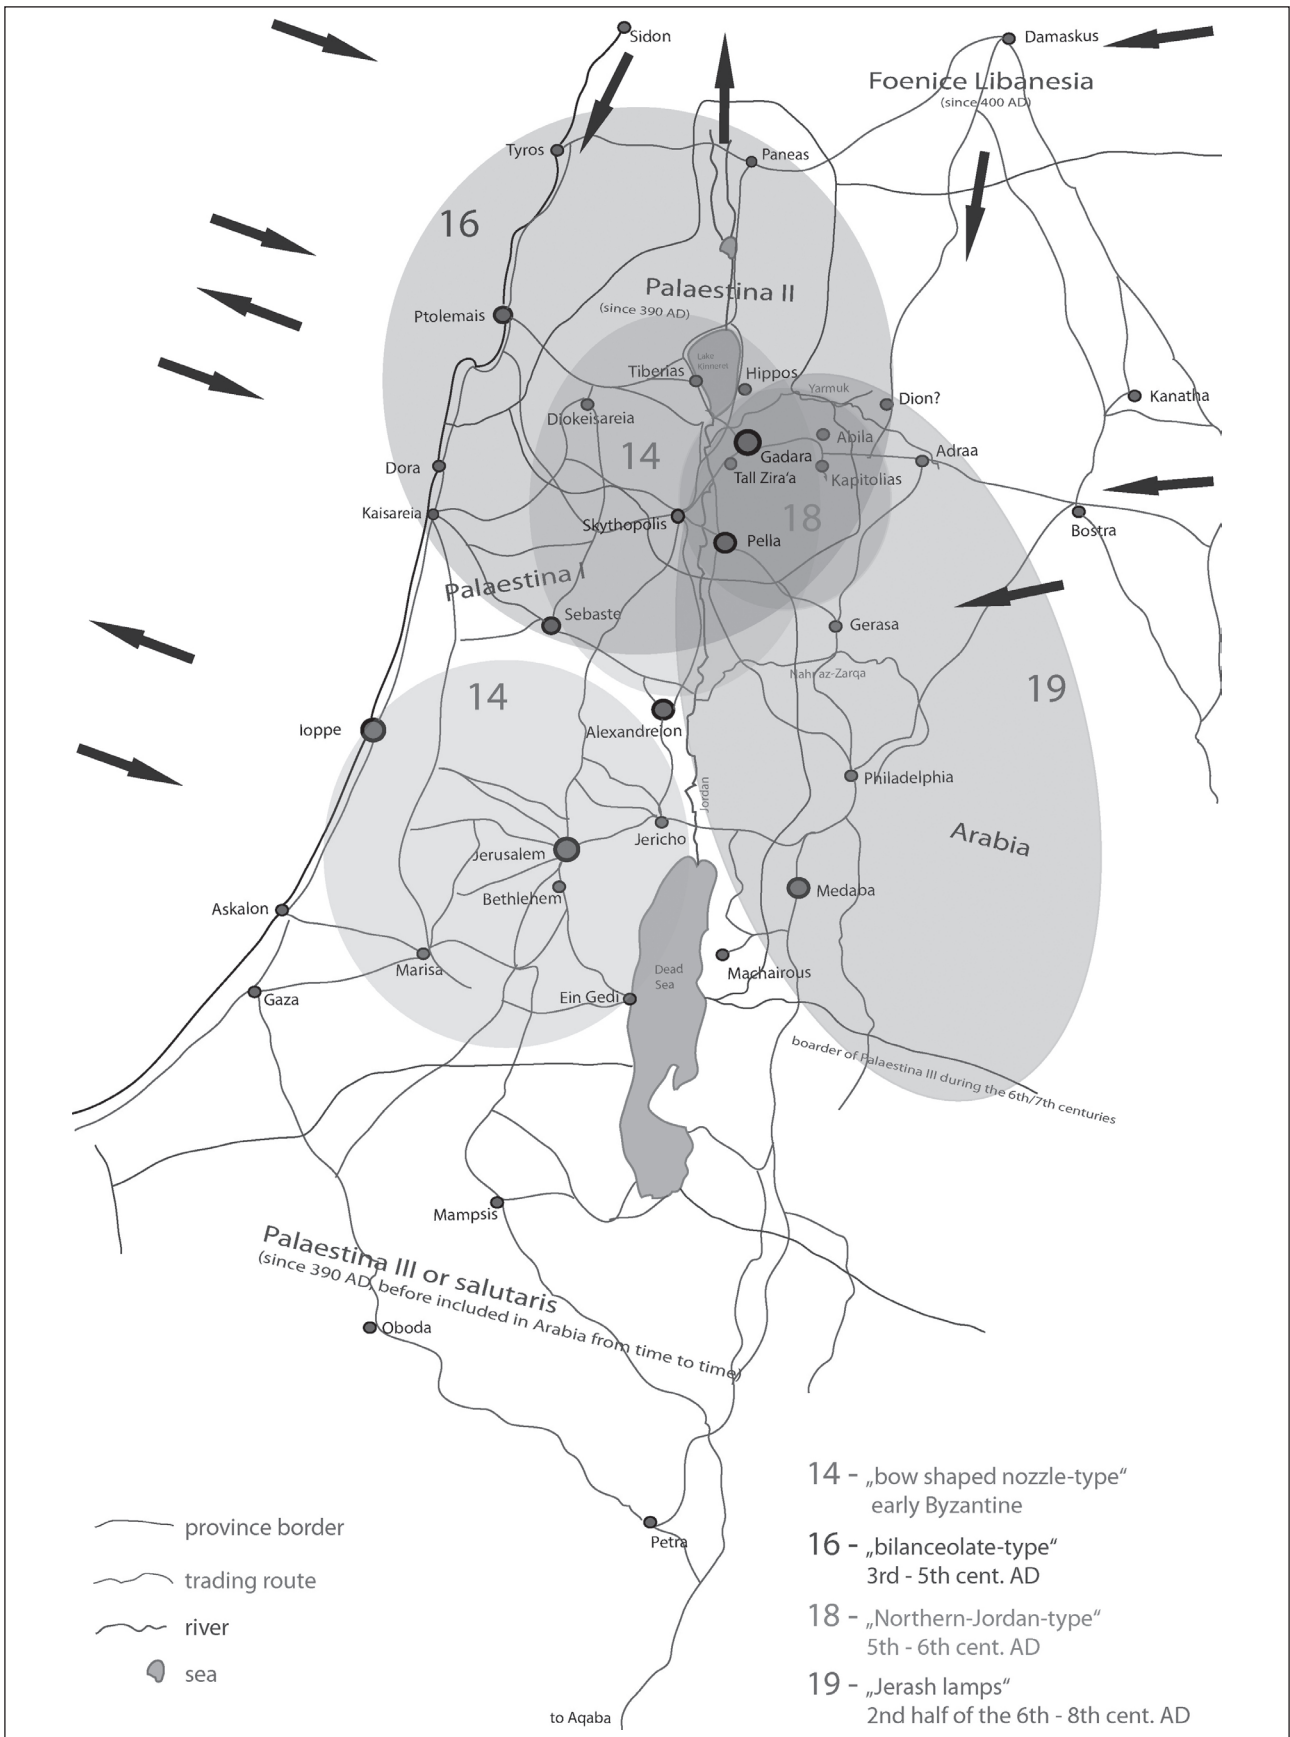 Sidon
Damaskus
Foenice Libanesia
(since 400 AD)
Tyros
Paneas
16
Palaestina II
(since 390 AD)
Ptolemais
Lake
Kinneret
Tiberias
Hippos
Yarmuk
Dion?
Kanatha
Diokeisareia
14
Abila
Gadara
Adraa
Dora
Tall Zira‘a
Kapitolias
Kaisareia
Skythopolis
18
Bostra
Pella
Palaestina I
Sebaste
Gerasa
Nahr az-Zarqa
19
14
Ioppe
Alexandreion
Philadelphia
Jordan
Arabia
Jericho
Jerusalem
Medaba
Bethlehem
Askalon
Marisa
Dead
Sea
Machairous
Gaza
Ein Gedi
boarder of Palaestina III during the 6th/7th centuries
Mampsis
Palaestina III or salutaris
(since 390 AD, before included in Arabia from time to time)
Oboda
Petra
to Aqaba
province border
trading route
river
sea
14 - „bow shaped nozzle-type“
early Byzantine
16 - „bilanceolate-type“
3rd - 5th cent. AD
18 - „Northern-Jordan-type“
5th - 6th cent. AD
19 - „Jerash lamps“
2nd half of the 6th - 8th cent. AD